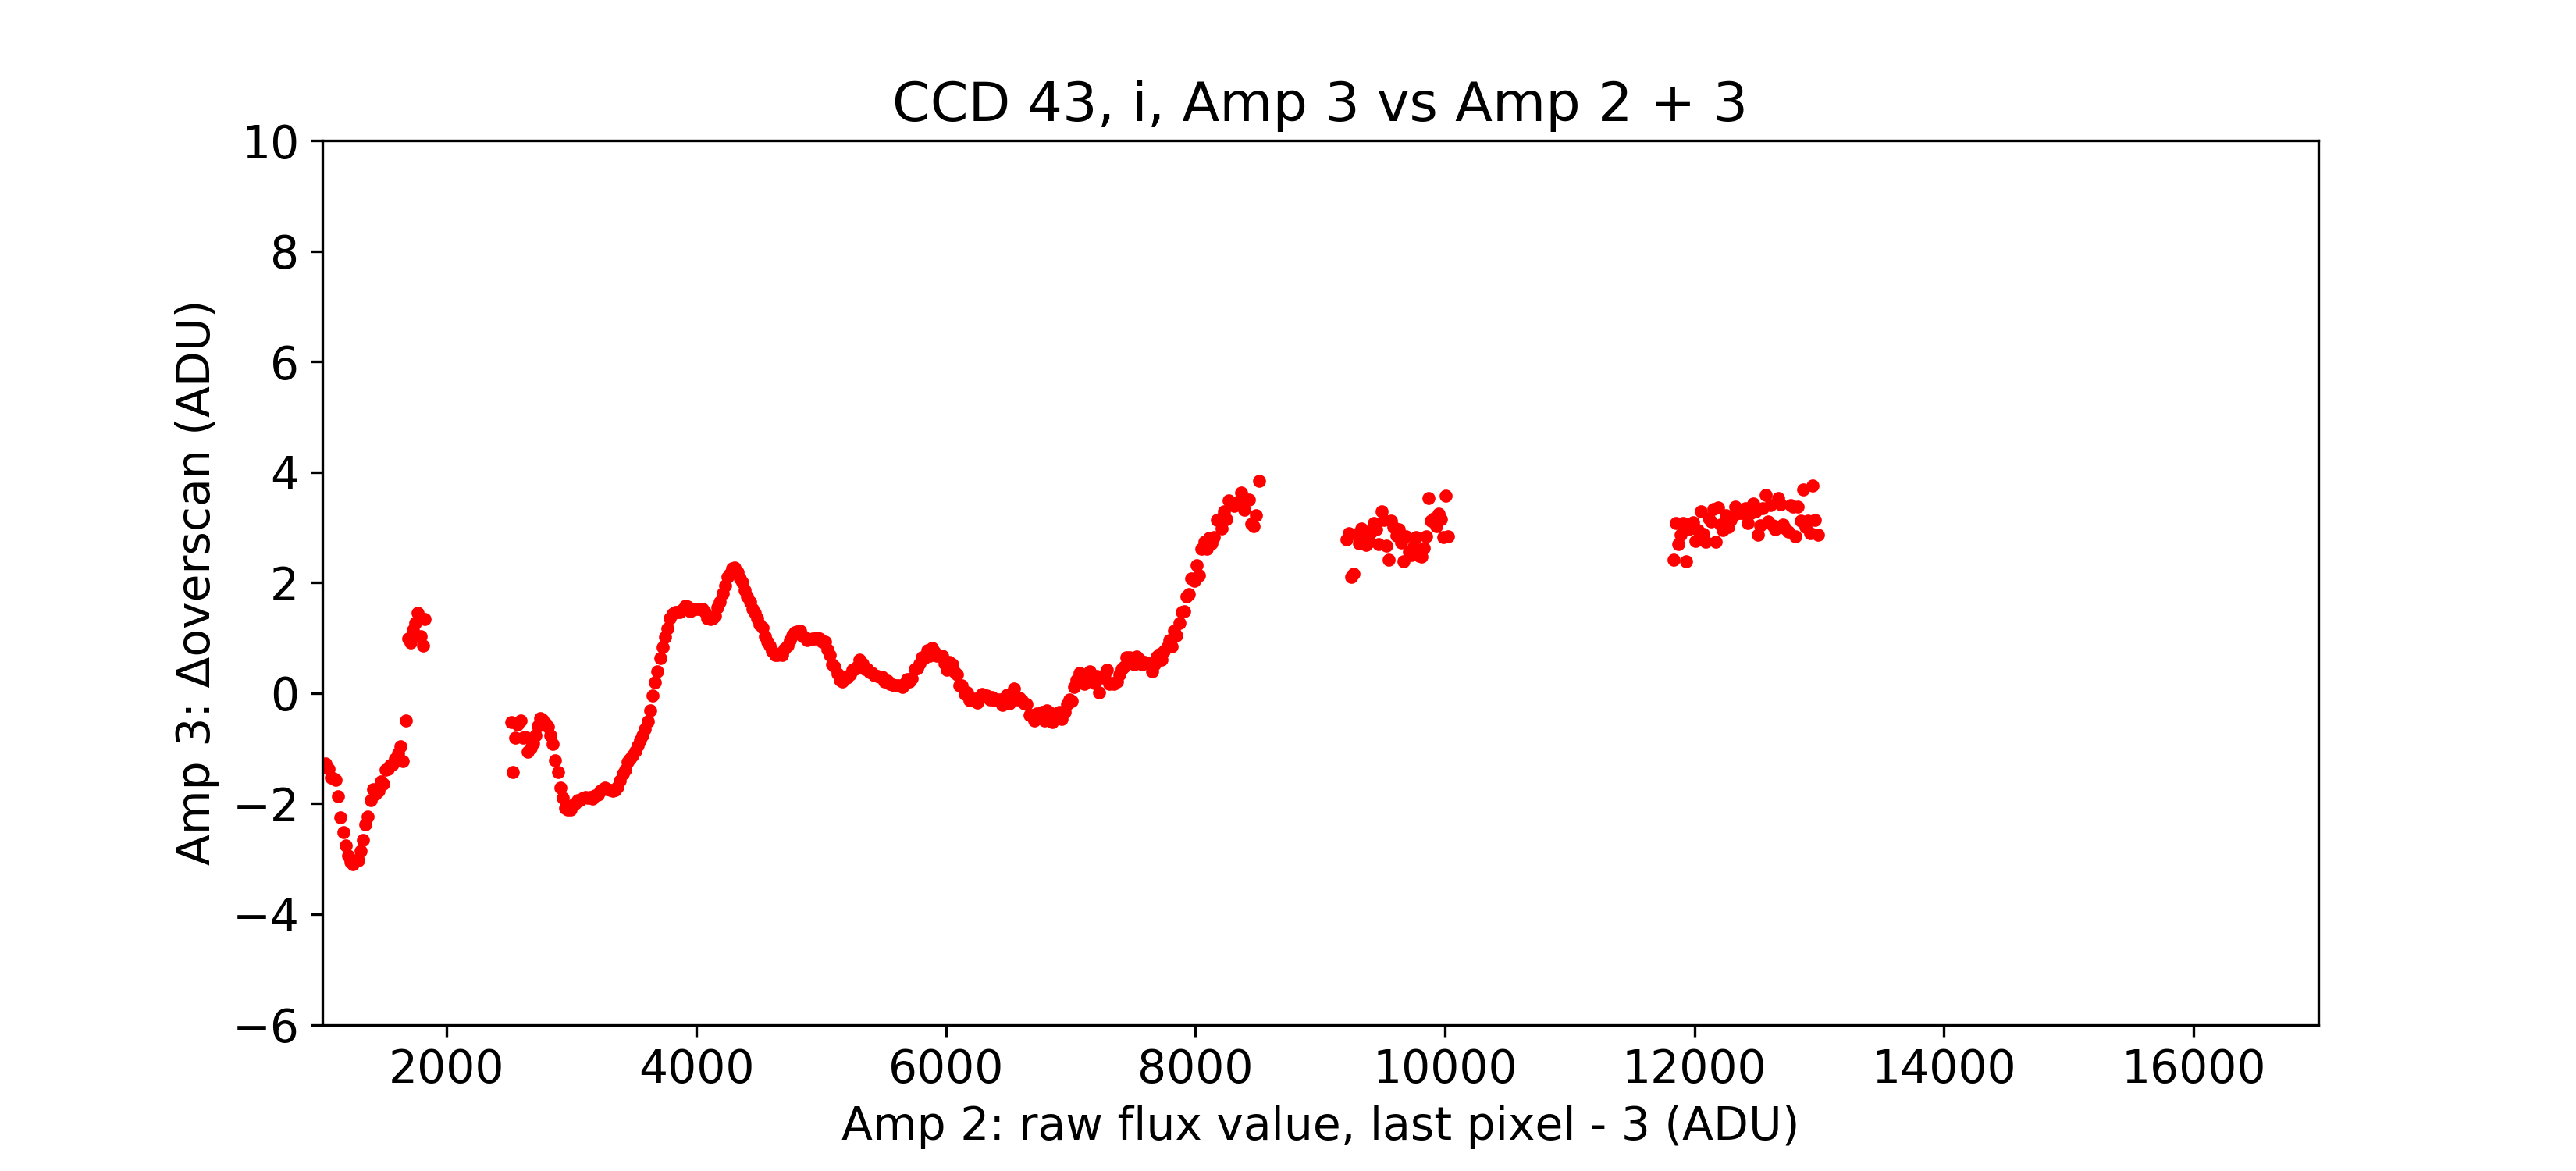 CCD 43, i, Amp 3 vs Amp 2 + 3
Amp 3: Δoverscan (ADU)
10
8
6
4
2
0
−2
−4
−6
2000 4000 6000 8000 10000 12000 14000 16000
Amp 2: raw flux value, last pixel - 3 (ADU)